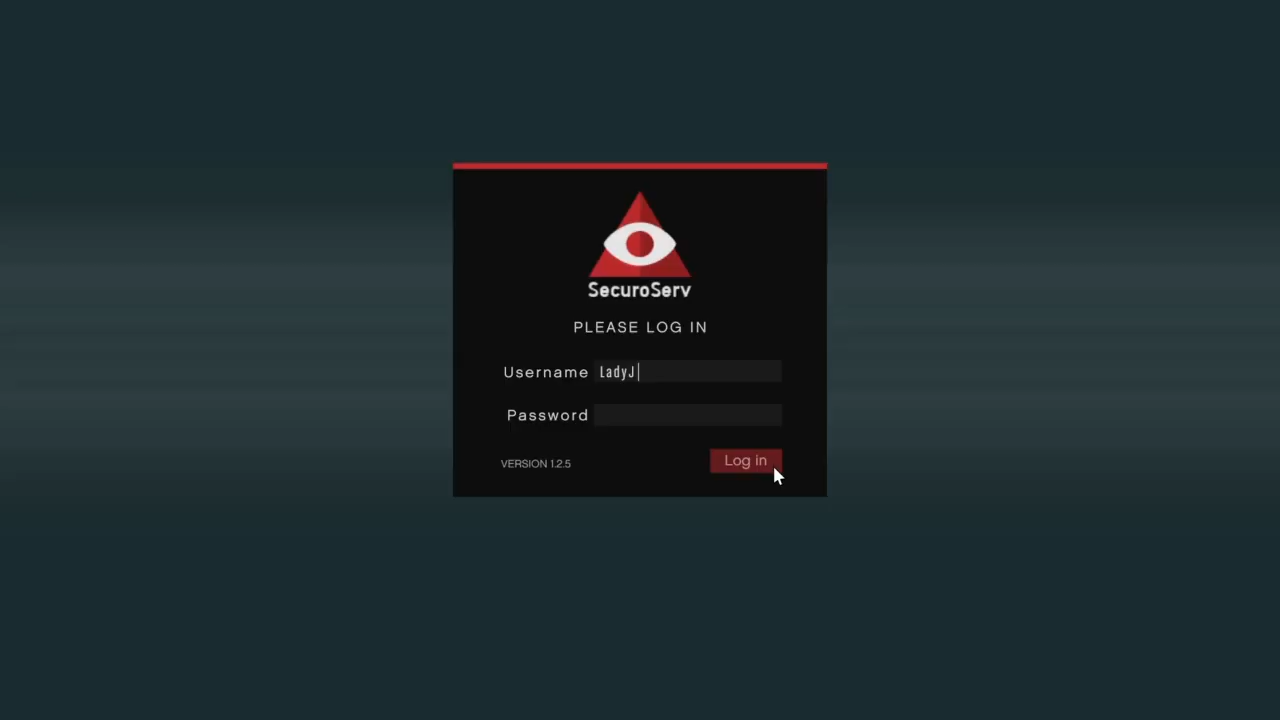 SecuroServ
PLEASE LOG IN
Username LadyJ
Password
VERSION 1.2.5
Log in